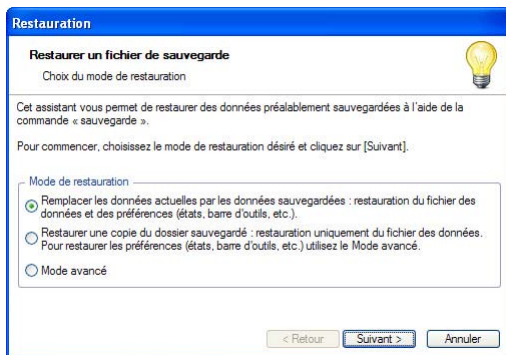 Restauration
Restaurer un fichier de sauvegarde
Choix du mode de restauration
Cet assistant vous permet de restaurer des données préalablement sauvegardées à l'aide de la
commande « sauvegarde ».
Pour commencer, choisissez le mode de restauration désiré et cliquez sur [Suivant].
Mode de restauration
Remplacer les données actuelles par les données sauvegardées : restauration du fichier des
données et des préférences (états, barre d'outils, etc.).
Restaurer une copie du dossier sauvegardé : restauration uniquement du fichier des données.
Pour restaurer les préférences (états, barre d'outils, etc.) utilisez le Mode avancé.
Mode avancé
< Retour
Suivant >
Annuler